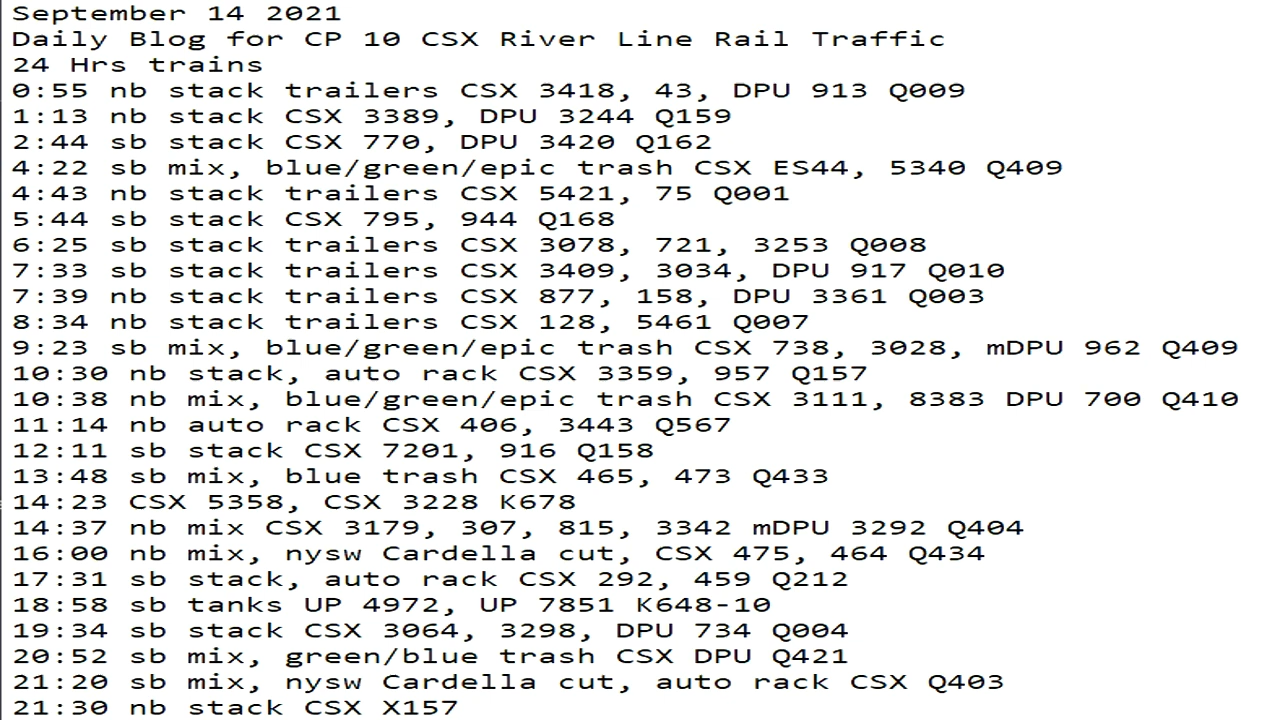 September 14 2021
Daily Blog for CP 10 CSX River Line Rail Traffic
24 Hrs trains
0:55 nb stack trailers CSX 3418, 43, DPU 913 Q009
1:13 nb stack CSX 3389, DPU 3244 Q159
2:44 sb stack CSX 770, DPU 3420 Q162
4:22 sb mix, blue/green/epic trash CSX ES44, 5340 Q409
4:43 nb stack trailers CSX 5421, 75 Q001
5:44 sb stack CSX 795, 944 Q168
6:25 sb stack trailers CSX 3078, 721, 3253 Q008
7:33 sb stack trailers CSX 3409, 3034, DPU 917 Q010
7:39 nb stack trailers CSX 877, 158, DPU 3361 Q003
8:34 nb stack trailers CSX 128, 5461 Q007
9:23 sb mix, blue/green/epic trash CSX 738, 3028, mDPU 962 Q409
10:30 nb stack, auto rack CSX 3359, 957 Q157
10:38 nb mix, blue/green/epic trash CSX 3111, 8383 DPU 700 Q410
11:14 nb auto rack CSX 406, 3443 Q567
12:11 sb stack CSX 7201, 916 Q158
13:48 sb mix, blue trash CSX 465, 473 Q433
14:23 CSX 5358, CSX 3228 K678
14:37 nb mix CSX 3179, 307, 815, 3342 mDPU 3292 Q404
16:00 nb mix, nysw Cardella cut, CSX 475, 464 Q434
17:31 sb stack, auto rack CSX 292, 459 Q212
18:58 sb tanks UP 4972, UP 7851 K648-10
19:34 sb stack CSX 3064, 3298, DPU 734 Q004
20:52 sb mix, green/blue trash CSX DPU Q421
21:20 sb mix, nysw Cardella cut, auto rack CSX Q403
21:30 nb stack CSX X157